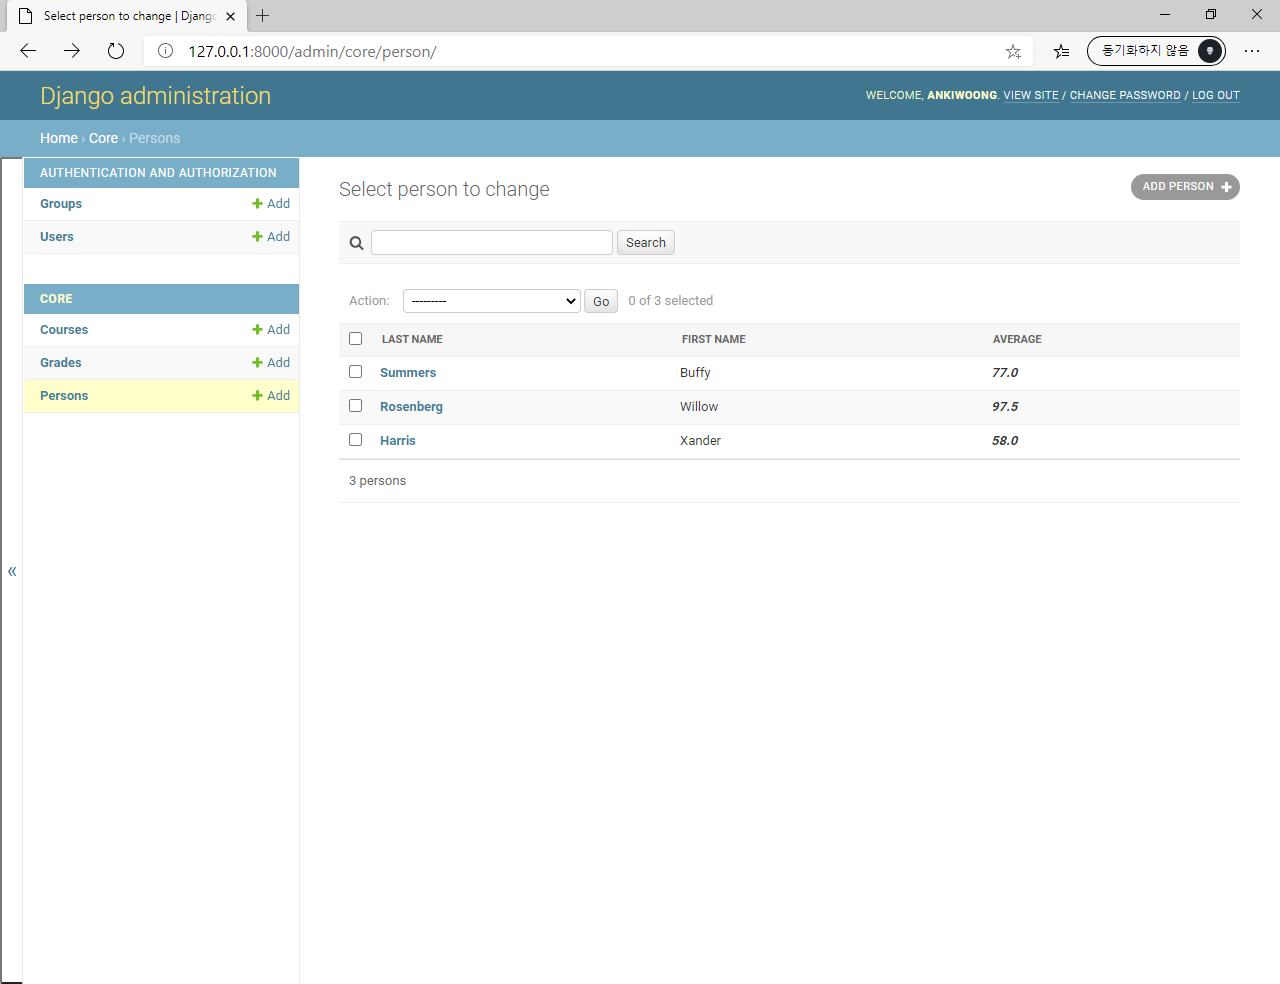 Select person to change | Django
127.0.0.1:8000/admin/core/person/
동기화하지 않음
Django administration
WELCOME, ANKIWOONG. VIEW SITE / CHANGE PASSWORD / LOG OUT
Home › Core › Persons
AUTHENTICATION AND AUTHORIZATION
Groups + Add
Users + Add
CORE
Courses + Add
Grades + Add
Persons + Add
«
Select person to change
ADD PERSON +
Search
Action: --------- Go 0 of 3 selected
LAST NAME FIRST NAME AVERAGE
Summers Buffy 77.0
Rosenberg Willow 97.5
Harris Xander 58.0
3 persons